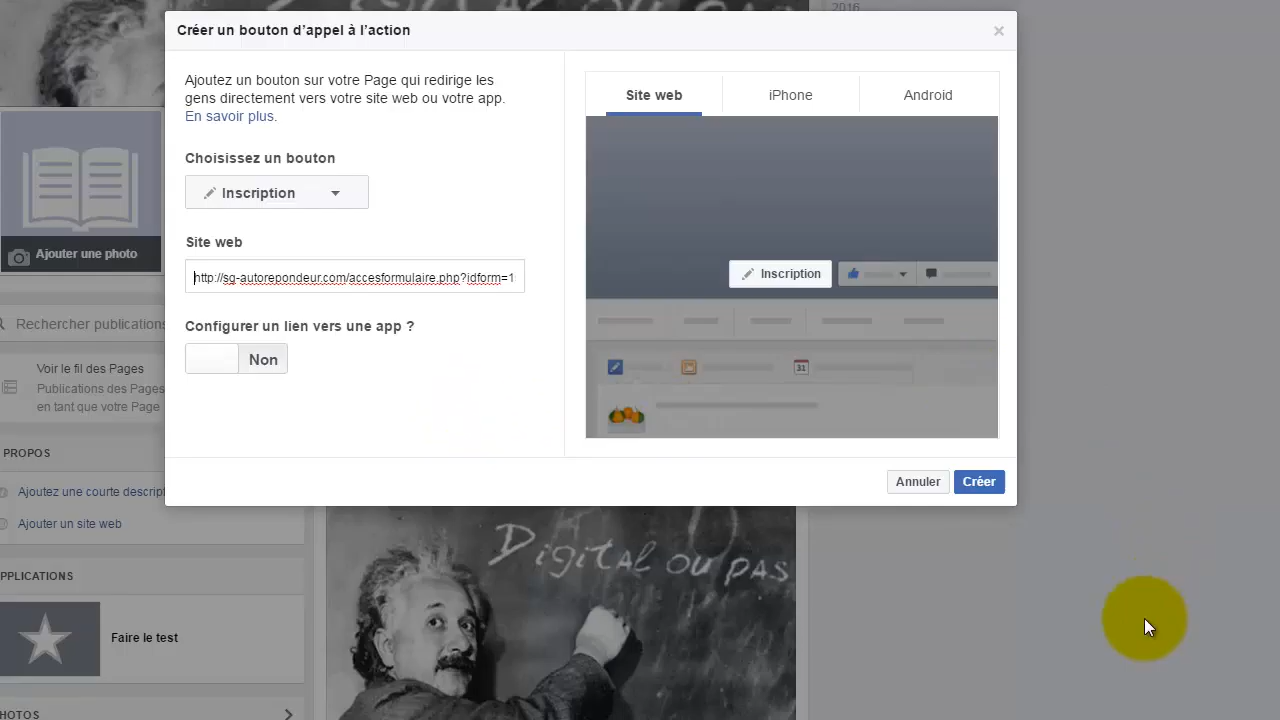 2016
Créer un bouton d'appel à l'action
Ajoutez un bouton sur votre Page qui redirige les
gens directement vers votre site web ou votre app.
En savoir plus.
Choisissez un bouton
Inscription
Site web
http://sg-autorepondeur.com/accesformulaire.php?idform=1
Configurer un lien vers une app ?
Non
Site web
iPhone
Android
Inscription
31
Annuler
Créer
Ajouter une photo
Rechercher publications
Voir le fil des Pages
Publications des Pages
en tant que votre Page
PROPOS
Ajoutez une courte descript
Ajouter un site web
PPLICATIONS
Faire le test
PHOTOS
Digital ou pas